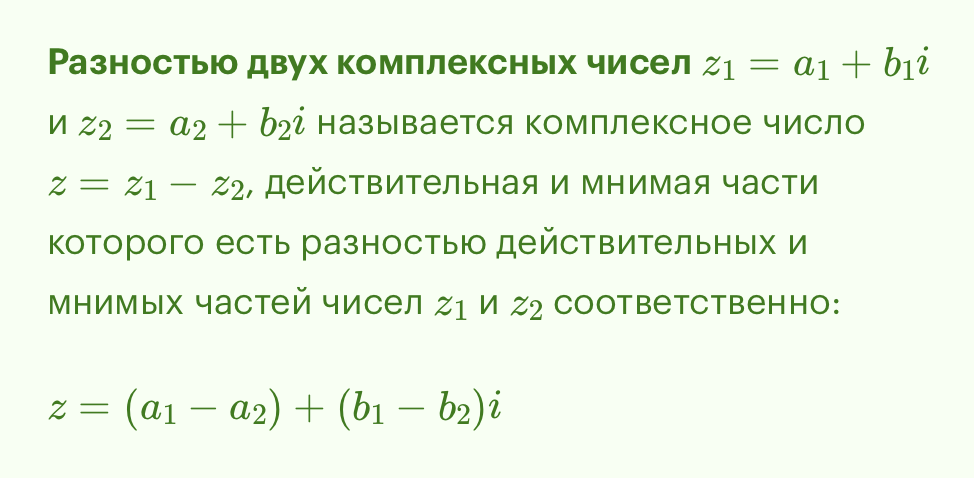 Разностью двух комплексных чисел z₁ = a₁ + b₁i
и z₂ = a₂ + b₂i называется комплексное число
z = z₁ − z₂, действительная и мнимая части
которого есть разностью действительных и
мнимых частей чисел z₁ и z₂ соответственно:
z = (a₁ − a₂) + (b₁ − b₂)i